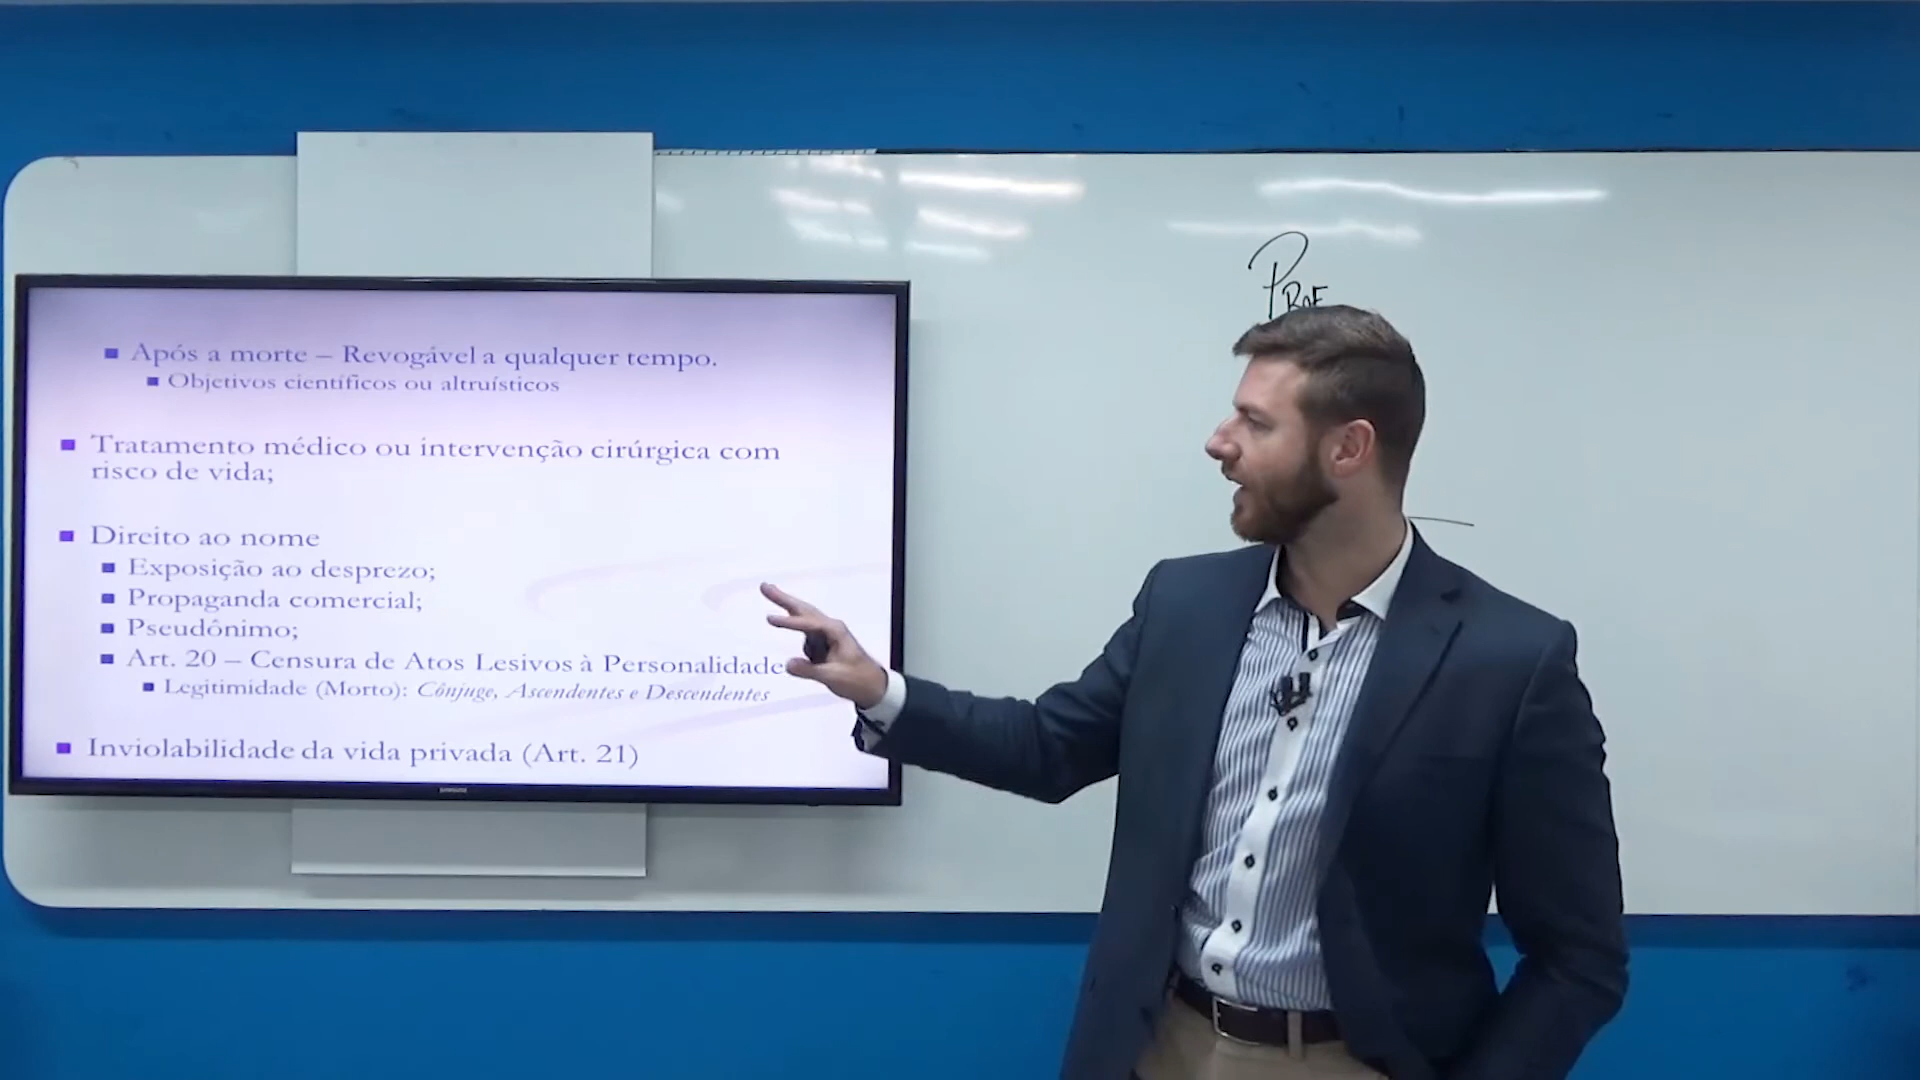 Após a morte – Revogável a qualquer tempo.
Objetivos científicos ou altruísticos
Tratamento médico ou intervenção cirúrgica com
risco de vida;
Direito ao nome
Exposição ao desprezo;
Propaganda comercial;
Pseudônimo;
Art. 20 – Censura de Atos Lesivos à Personalidade
Legitimidade (Morto): Cônjuge, Ascendentes e Descendentes
Inviolabilidade da vida privada (Art. 21)
SAMSUNG
PROF